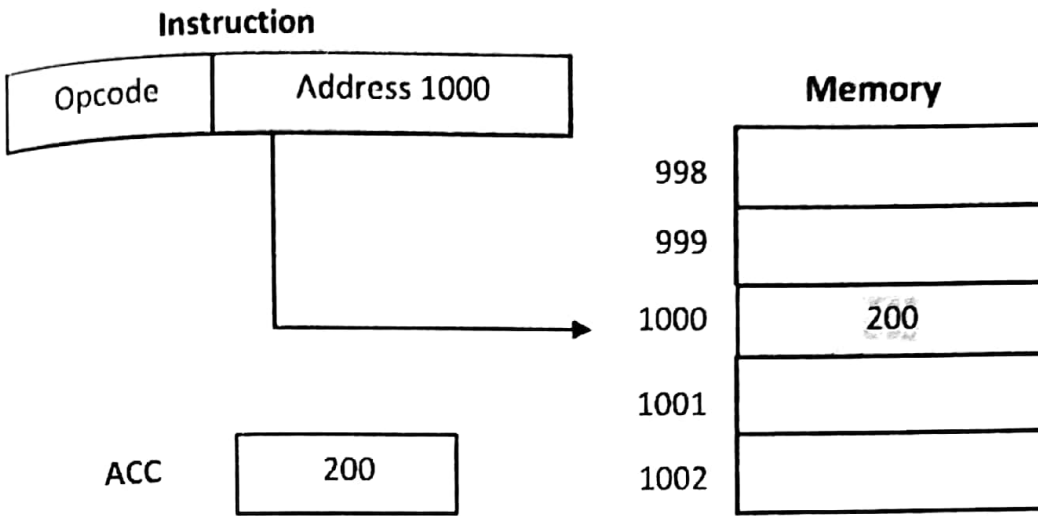 Instruction
Opcode
Address 1000
Memory
998
999
1000
200
1001
1002
ACC
200